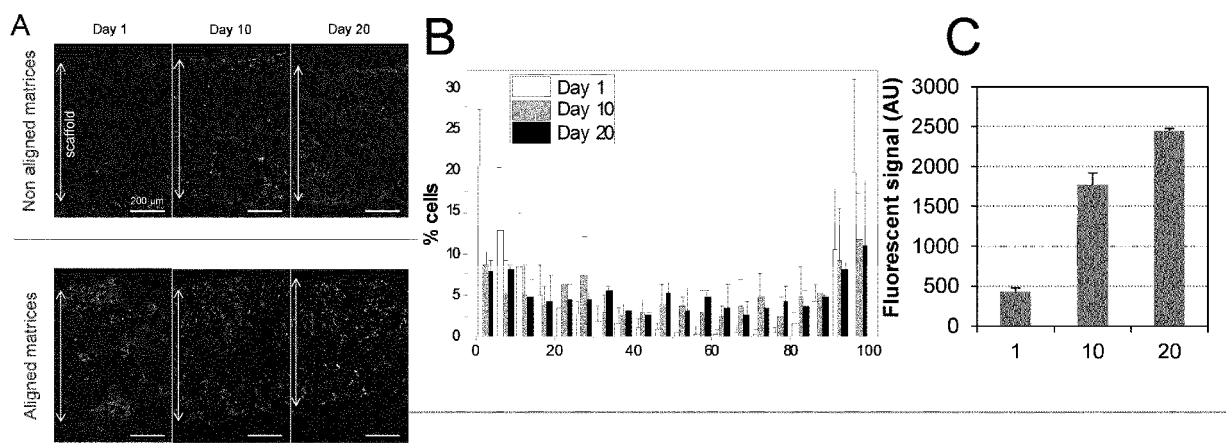 A
Day 1 Day 10 Day 20
Non aligned matrices
scaffold
200 µm
Aligned matrices
B
Day 1
Day 10
Day 20
% cells
30
25
20
15
10
5
0
0 20 40 60 80 100
C
Fluorescent signal (AU)
3000
2500
2000
1500
1000
500
0
1 10 20